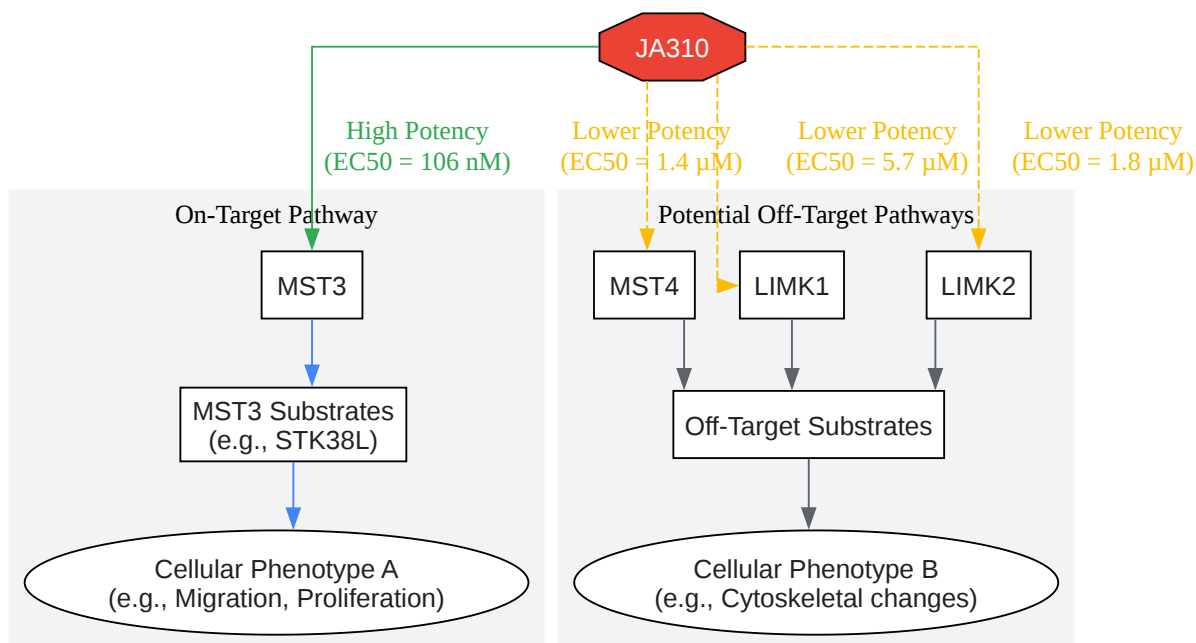 JA310
High Potency
(EC50 = 106 nM)
Lower Potency
(EC50 = 1.4 µM)
Lower Potency
(EC50 = 5.7 µM)
Lower Potency
(EC50 = 1.8 µM)
On-Target Pathway
Potential Off-Target Pathways
MST3
MST4
LIMK1
LIMK2
MST3 Substrates
(e.g., STK38L)
Off-Target Substrates
Cellular Phenotype A
(e.g., Migration, Proliferation)
Cellular Phenotype B
(e.g., Cytoskeletal changes)